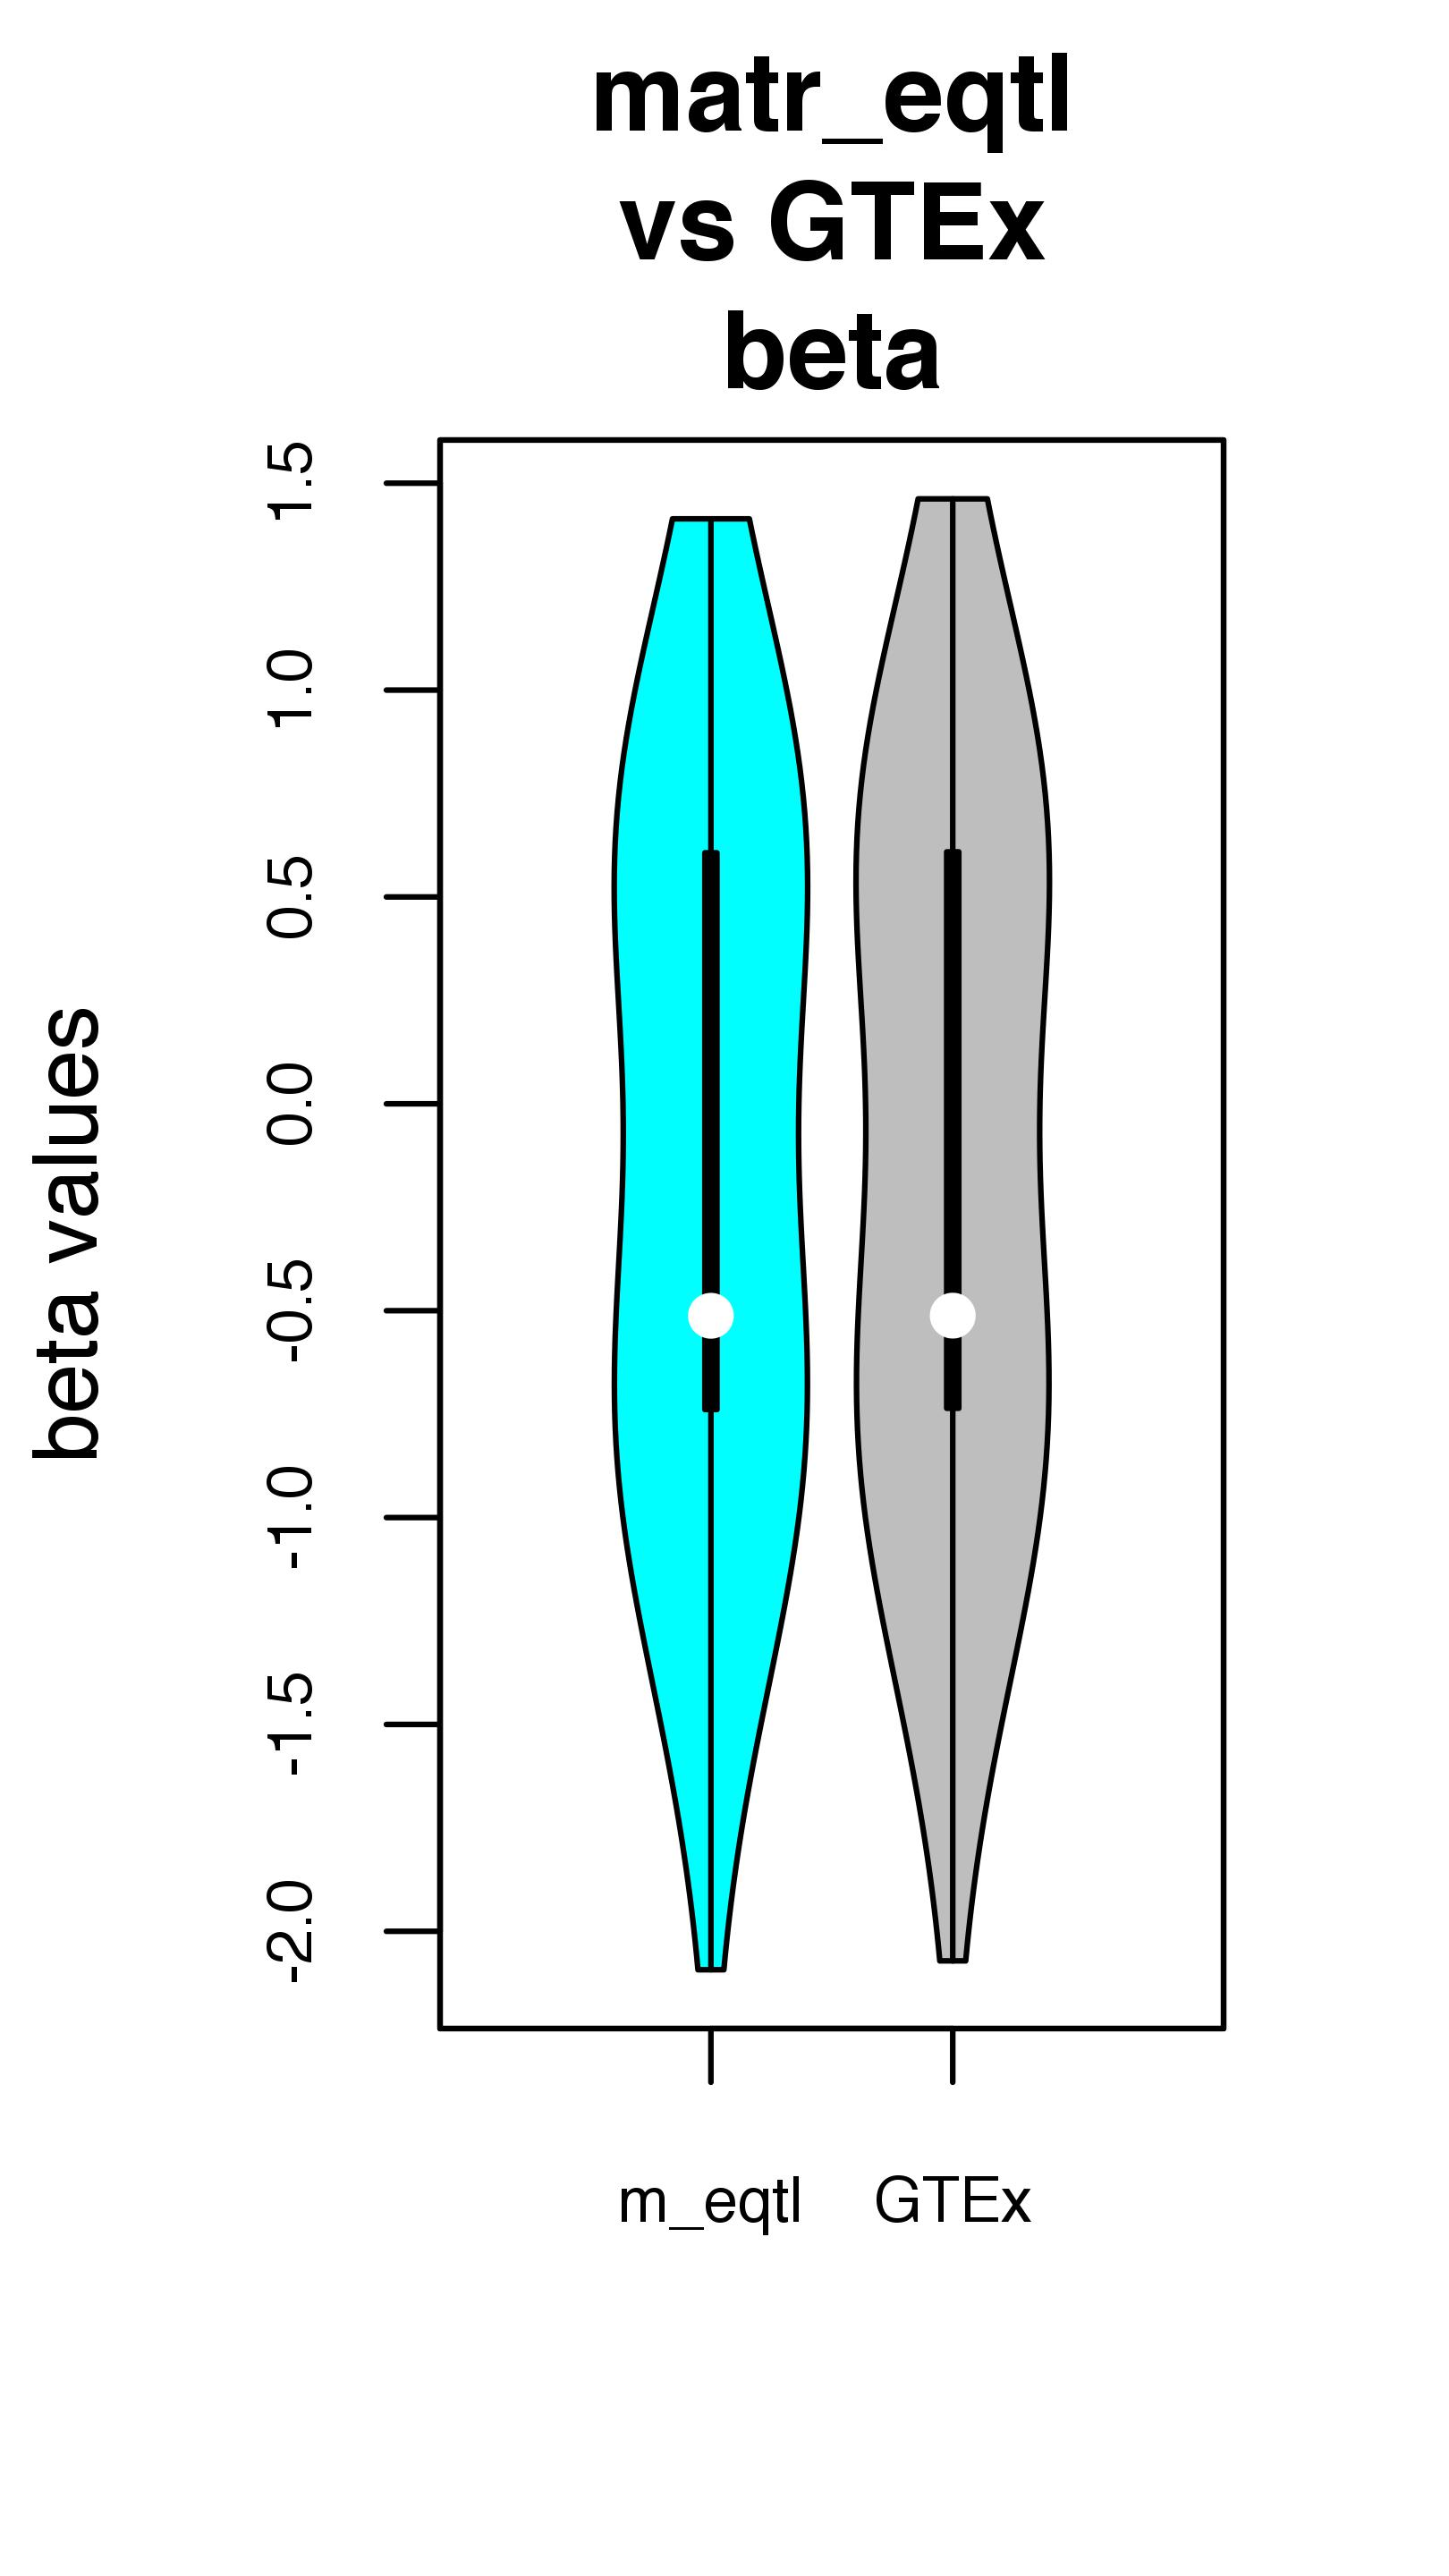 matr_eqtl
vs GTEx
beta
beta values
1.5
1.0
0.5
0.0
-0.5
-1.0
-1.5
-2.0
m_eqtl GTEx